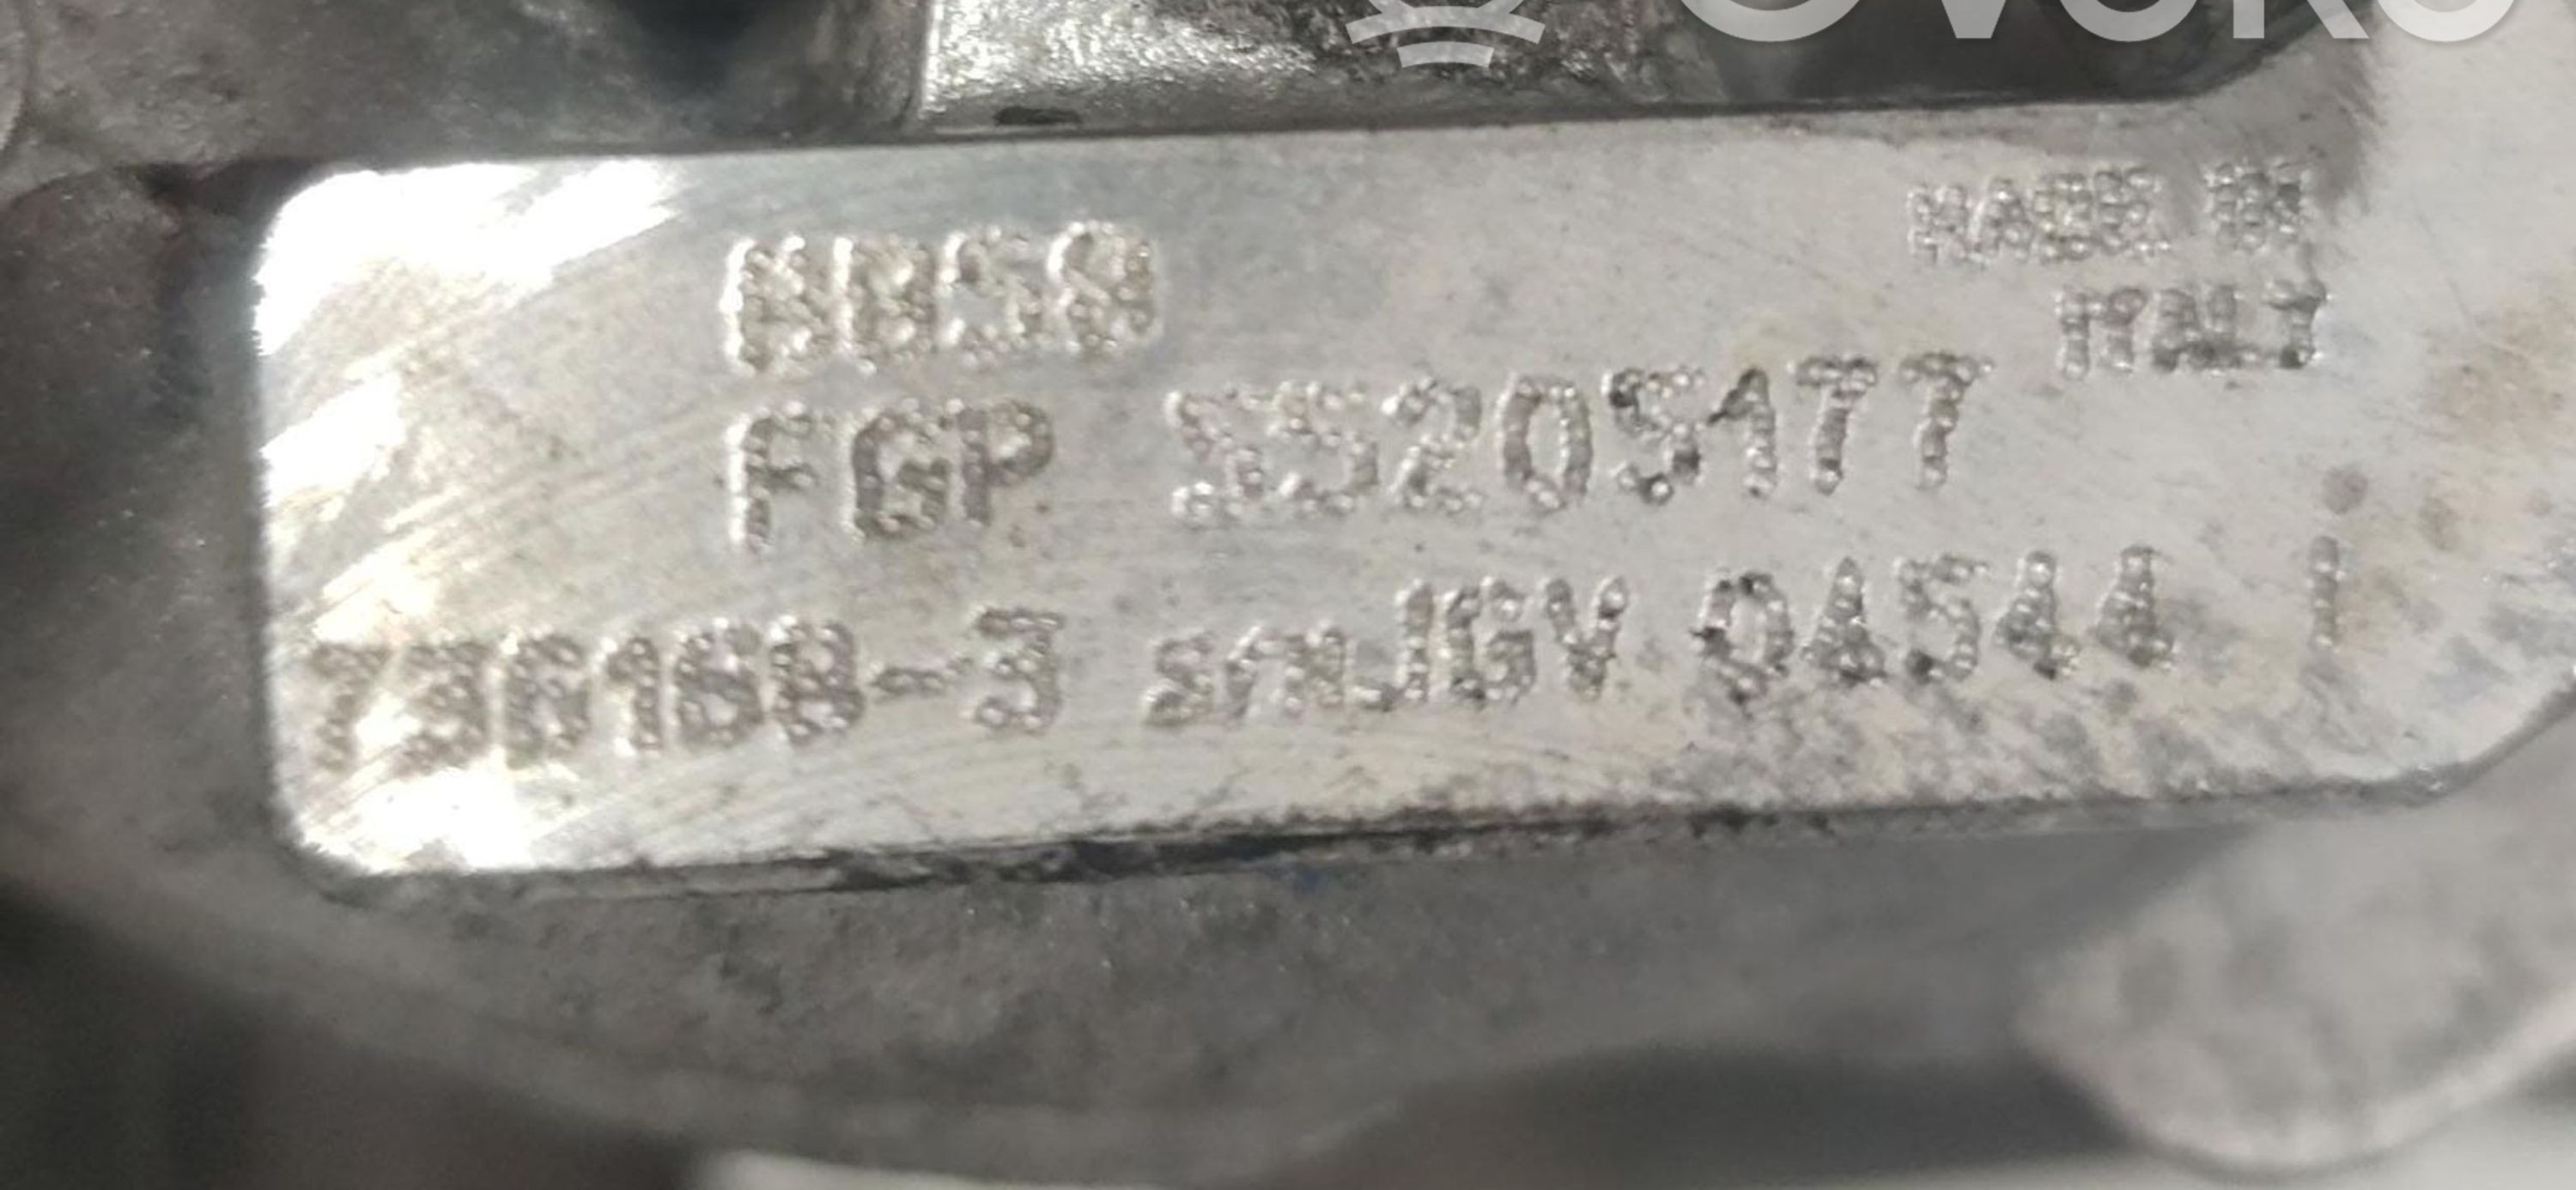 MADE IN
ITALY
FGP 55205177
736168-3 S/N JGV 04544